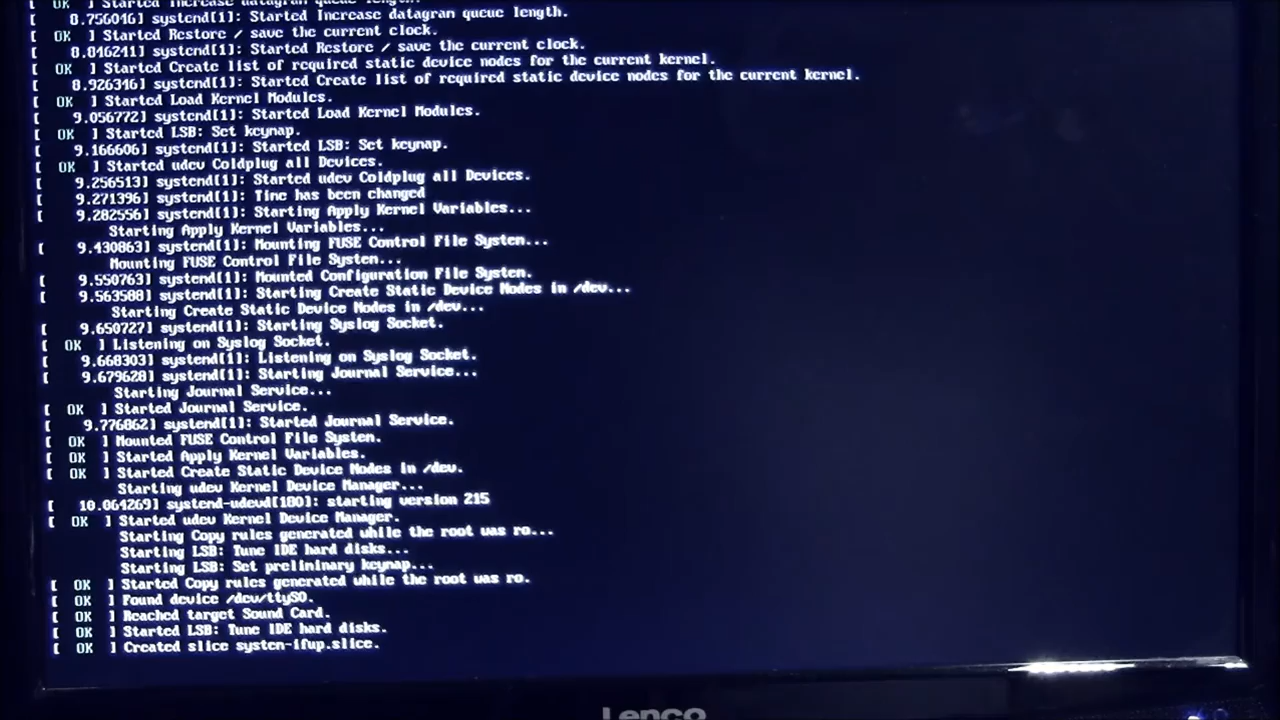 [ OK ] Started Increase datagram queue length.
[ 8.756046] systemd[1]: Started Increase datagram queue length.
[ OK ] Started Restore / save the current clock.
[ 8.846241] systemd[1]: Started Restore / save the current clock.
[ OK ] Started Create list of required static device nodes for the current kernel.
[ 8.926346] systemd[1]: Started Create list of required static device nodes for the current kernel.
[ OK ] Started Load Kernel Modules.
[ 9.056772] systemd[1]: Started Load Kernel Modules.
[ OK ] Started LSB: Set keymap.
[ 9.166606] systemd[1]: Started LSB: Set keymap.
[ OK ] Started udev Coldplug all Devices.
[ 9.256513] systemd[1]: Started udev Coldplug all Devices.
[ 9.271396] systemd[1]: Time has been changed
[ 9.282556] systemd[1]: Starting Apply Kernel Variables...
Starting Apply Kernel Variables...
[ 9.430863] systemd[1]: Mounting FUSE Control File System...
Mounting FUSE Control File System...
[ 9.550763] systemd[1]: Mounted Configuration File System.
[ 9.563588] systemd[1]: Starting Create Static Device Nodes in /dev...
Starting Create Static Device Nodes in /dev...
[ 9.650727] systemd[1]: Starting Syslog Socket.
[ OK ] Listening on Syslog Socket.
[ 9.668303] systemd[1]: Listening on Syslog Socket.
[ 9.679628] systemd[1]: Starting Journal Service...
Starting Journal Service...
[ OK ] Started Journal Service.
[ 9.776862] systemd[1]: Started Journal Service.
[ OK ] Mounted FUSE Control File System.
[ OK ] Started Apply Kernel Variables.
[ OK ] Started Create Static Device Nodes in /dev.
Starting udev Kernel Device Manager...
[ 10.064269] systemd-udevd[180]: starting version 215
[ OK ] Started udev Kernel Device Manager.
Starting Copy rules generated while the root was ro...
Starting LSB: Tune IDE hard disks...
Starting LSB: Set preliminary keymap...
[ OK ] Started Copy rules generated while the root was ro.
[ OK ] Found device /dev/ttyS0.
[ OK ] Reached target Sound Card.
[ OK ] Started LSB: Tune IDE hard disks.
[ OK ] Created slice system-ifup.slice.
Lenco